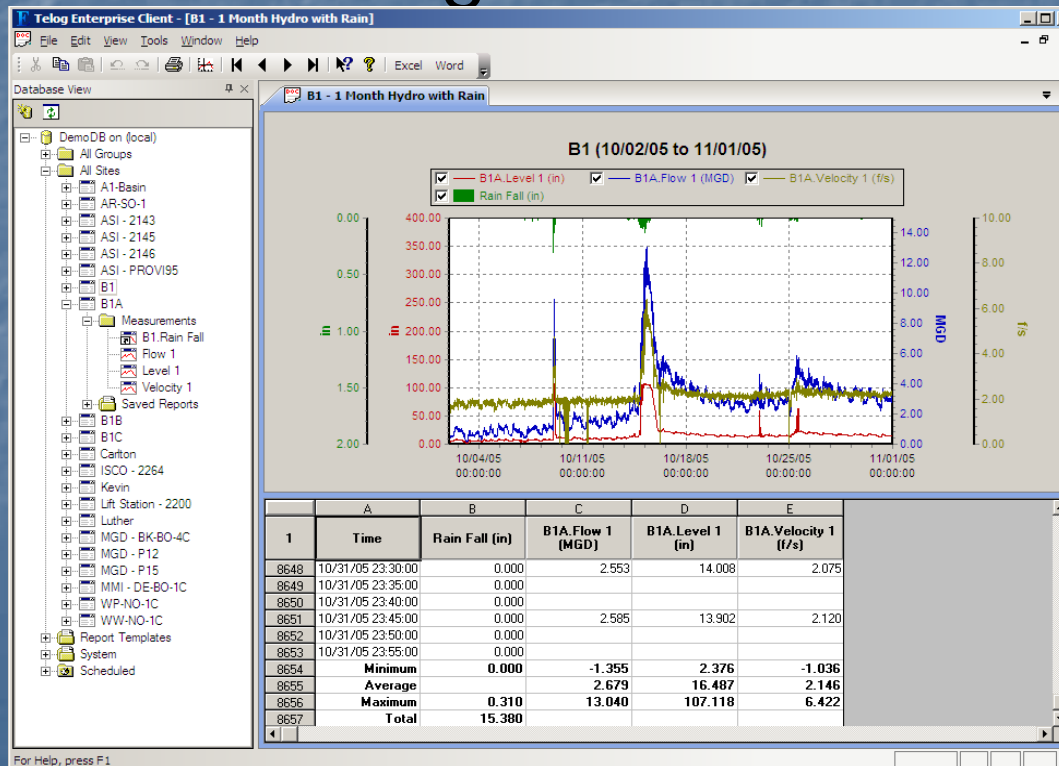 Telog Enterprise Client - [B1 - 1 Month Hydro with Rain]
File Edit View Tools Window Help
Excel Word
Database View
B1 - 1 Month Hydro with Rain
DemoDB on (local)
All Groups
All Sites
A1-Basin
AR-SO-1
ASI - 2143
ASI - 2145
ASI - 2146
ASI - PROVI95
B1
B1A
Measurements
B1.Rain Fall
Flow 1
Level 1
Velocity 1
Saved Reports
B1B
B1C
Carlton
ISCO - 2264
Kevin
Lift Station - 2200
Luther
MGD - BK-BO-4C
MGD - P12
MGD - P15
MMI - DE-BO-1C
WP-NO-1C
WW-NO-1C
Report Templates
System
Scheduled
B1 (10/02/05 to 11/01/05)
B1A.Level 1 (in) B1A.Flow 1 (MGD) B1A.Velocity 1 (f/s)
Rain Fall (in)
0.00 400.00 10.00
14.00
350.00
12.00
0.50 300.00 8.00
10.00
250.00
6.00
in 1.00 in 200.00 8.00 MGD f/s
150.00 6.00 4.00
1.50 100.00 4.00
2.00
50.00 2.00
2.00 0.00 0.00 0.00
10/04/05 10/11/05 10/18/05 10/25/05 11/01/05
00:00:00 00:00:00 00:00:00 00:00:00 00:00:00
A B C D E
1 Time Rain Fall (in) B1A.Flow 1 (MGD) B1A.Level 1 (in) B1A.Velocity 1 (f/s)
8648 10/31/05 23:30:00 0.000 2.553 14.008 2.075
8649 10/31/05 23:35:00 0.000
8650 10/31/05 23:40:00 0.000
8651 10/31/05 23:45:00 0.000 2.585 13.902 2.120
8652 10/31/05 23:50:00 0.000
8653 10/31/05 23:55:00 0.000
8654 Minimum 0.000 -1.355 2.376 -1.036
8655 Average 2.679 16.487 2.146
8656 Maximum 0.310 13.040 107.118 6.422
8657 Total 15.380
For Help, press F1